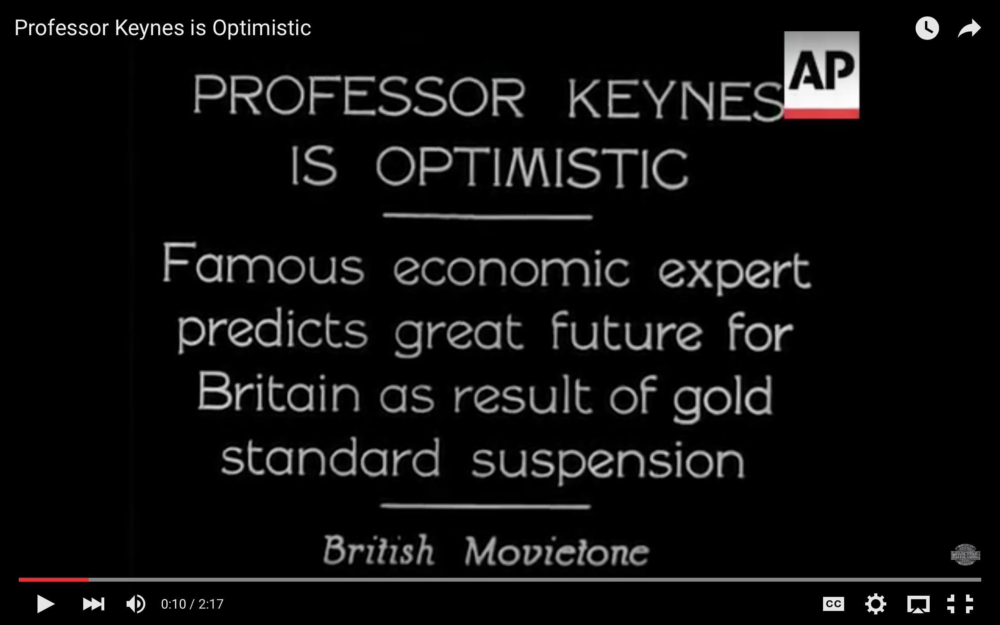 Professor Keynes is Optimistic
AP
PROFESSOR KEYNES
IS OPTIMISTIC
Famous economic expert
predicts great future for
Britain as result of gold
standard suspension
British Movietone
MOVIETONE
0:10 / 2:17
CC